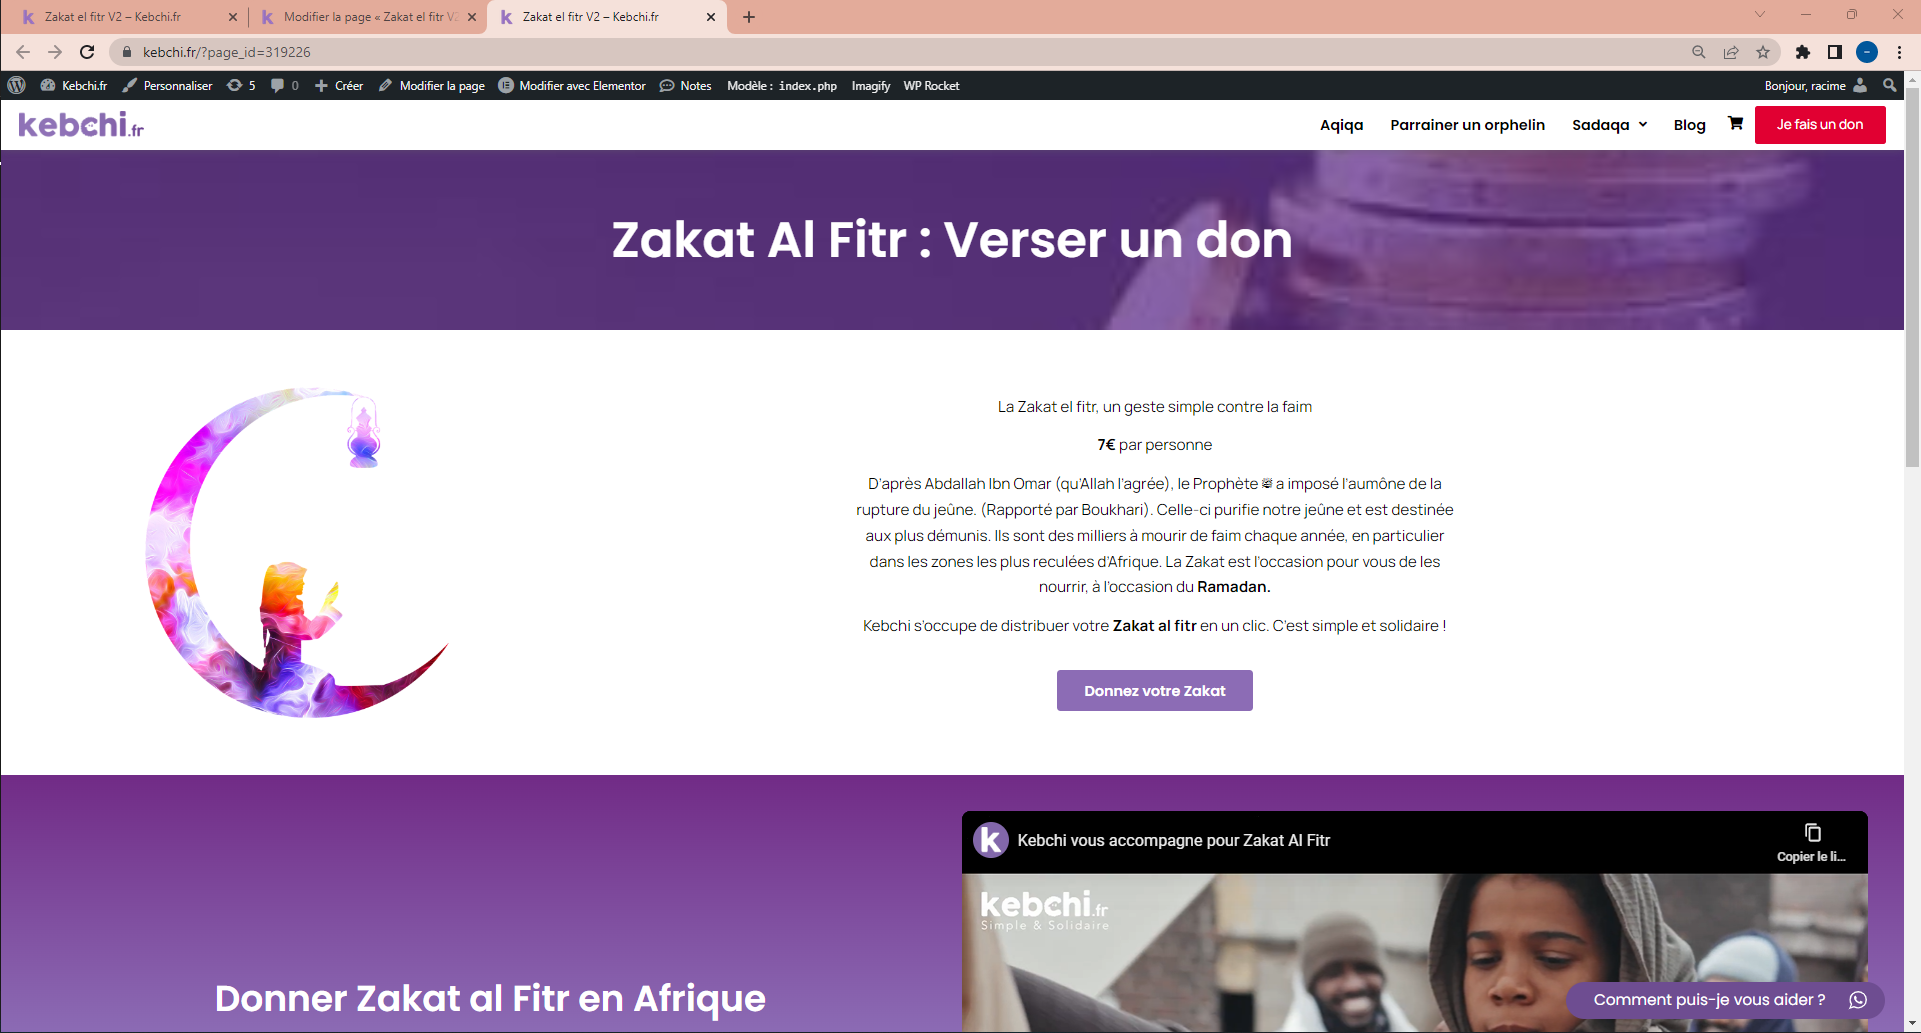 Zakat el fitr V2 – Kebchi.fr
Modifier la page « Zakat el fitr V2
Zakat el fitr V2 – Kebchi.fr
kebchi.fr/?page_id=319226
Kebchi.fr Personnaliser 5 0 Créer Modifier la page Modifier avec Elementor Notes Modèle : index.php Imagify WP Rocket Bonjour, racime
kebchi.fr
Aqiqa Parrainer un orphelin Sadaqa Blog Je fais un don
Zakat Al Fitr : Verser un don
La Zakat el fitr, un geste simple contre la faim
7€ par personne
D'après Abdallah Ibn Omar (qu'Allah l'agrée), le Prophète ﷺ a imposé l'aumône de la
rupture du jeûne. (Rapporté par Boukhari). Celle-ci purifie notre jeûne et est destinée
aux plus démunis. Ils sont des milliers à mourir de faim chaque année, en particulier
dans les zones les plus reculées d'Afrique. La Zakat est l'occasion pour vous de les
nourrir, à l'occasion du Ramadan.
Kebchi s'occupe de distribuer votre Zakat al fitr en un clic. C'est simple et solidaire !
Donnez votre Zakat
k Kebchi vous accompagne pour Zakat Al Fitr
Copier le li...
kebchi.fr
Simple & Solidaire
Donner Zakat al Fitr en Afrique
Comment puis-je vous aider ?